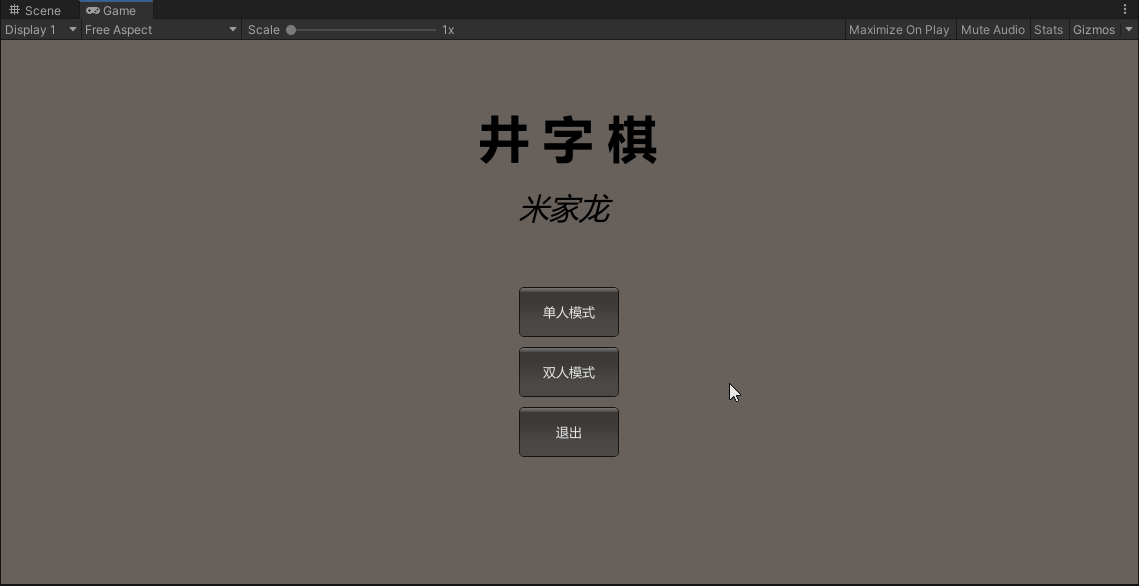 Scene Game
Display 1 Free Aspect Scale 1x Maximize On Play Mute Audio Stats Gizmos
井字棋
米家龙
单人模式
双人模式
退出